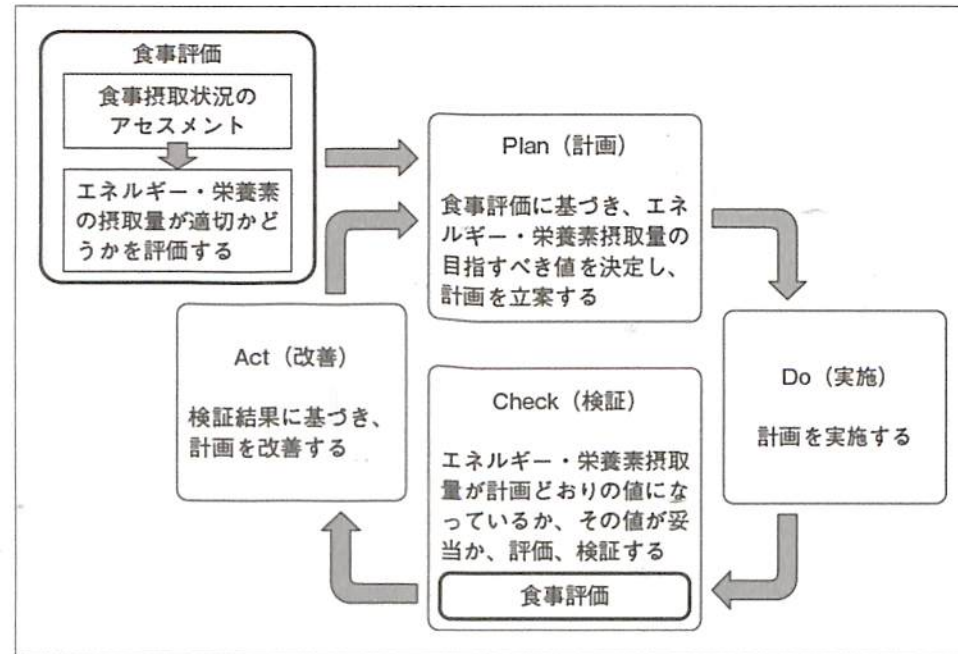 食事評価
食事摂取状況の
アセスメント
エネルギー・栄養素
の摂取量が適切かど
うかを評価する
Plan（計画）
食事評価に基づき、エネ
ルギー・栄養素摂取量の
目指すべき値を決定し、
計画を立案する
Do（実施）
計画を実施する
Check（検証）
エネルギー・栄養素摂取
量が計画どおりの値にな
っているか、その値が妥
当か、評価、検証する
食事評価
Act（改善）
検証結果に基づき、
計画を改善する